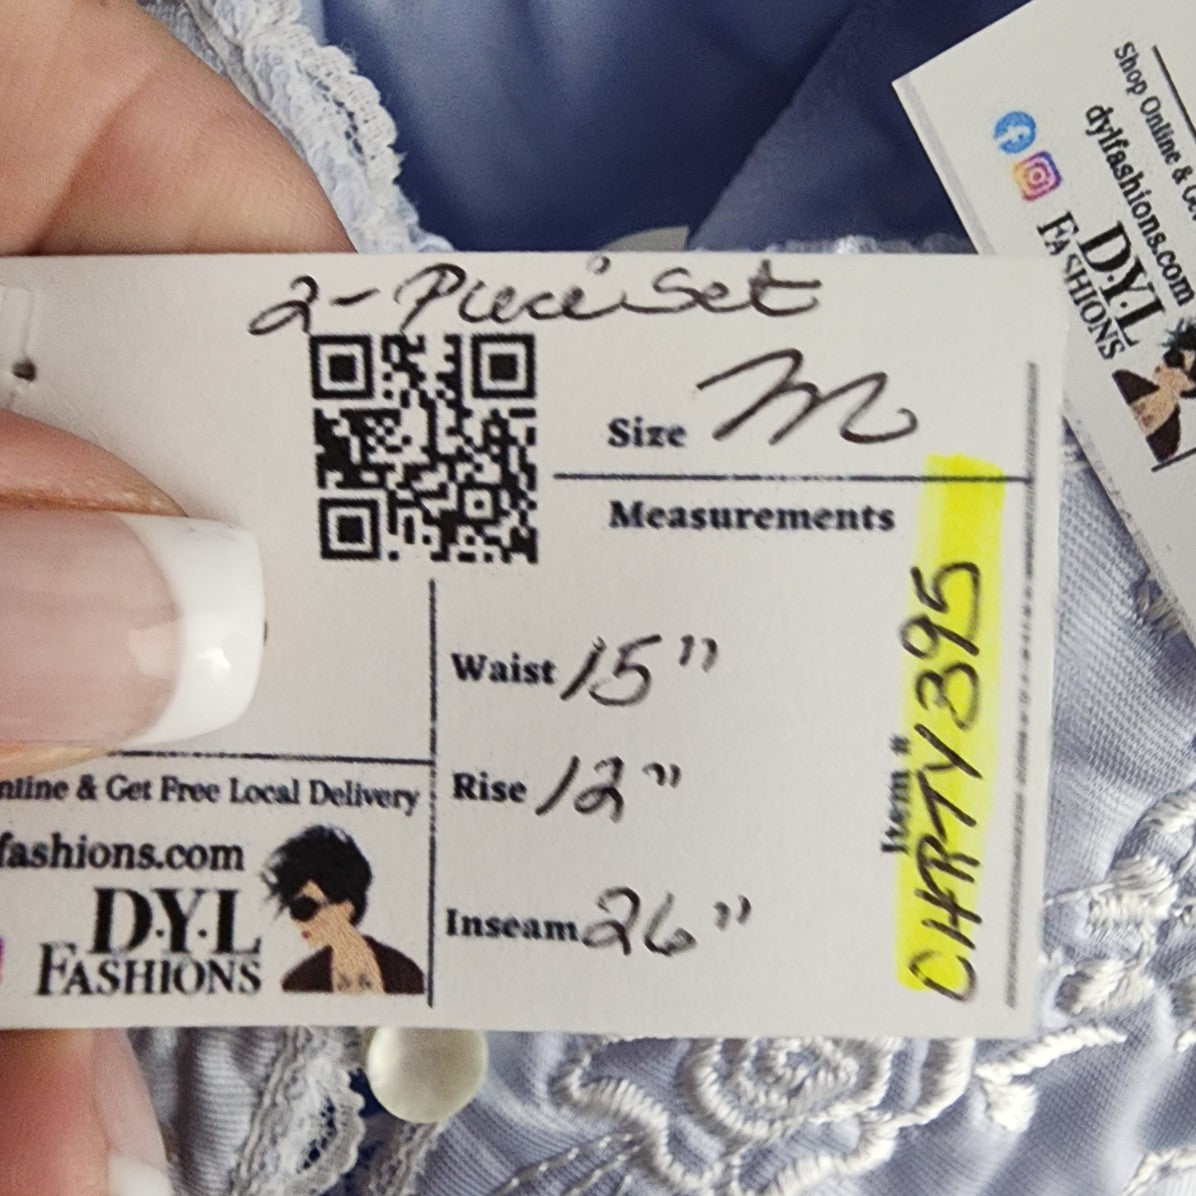 2-Piece Set
Size M
Measurements
Waist 15"
Rise 12"
Inseam 26"
Item # CHRTY395
nline & Get Free Local Delivery
fashions.com
D·Y·L
FASHIONS
Shop Online & G
dylfashions.com
D·Y·L
FASHIONS